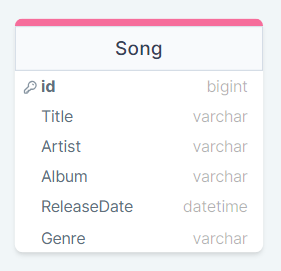 Song
id bigint
Title varchar
Artist varchar
Album varchar
ReleaseDate datetime
Genre varchar